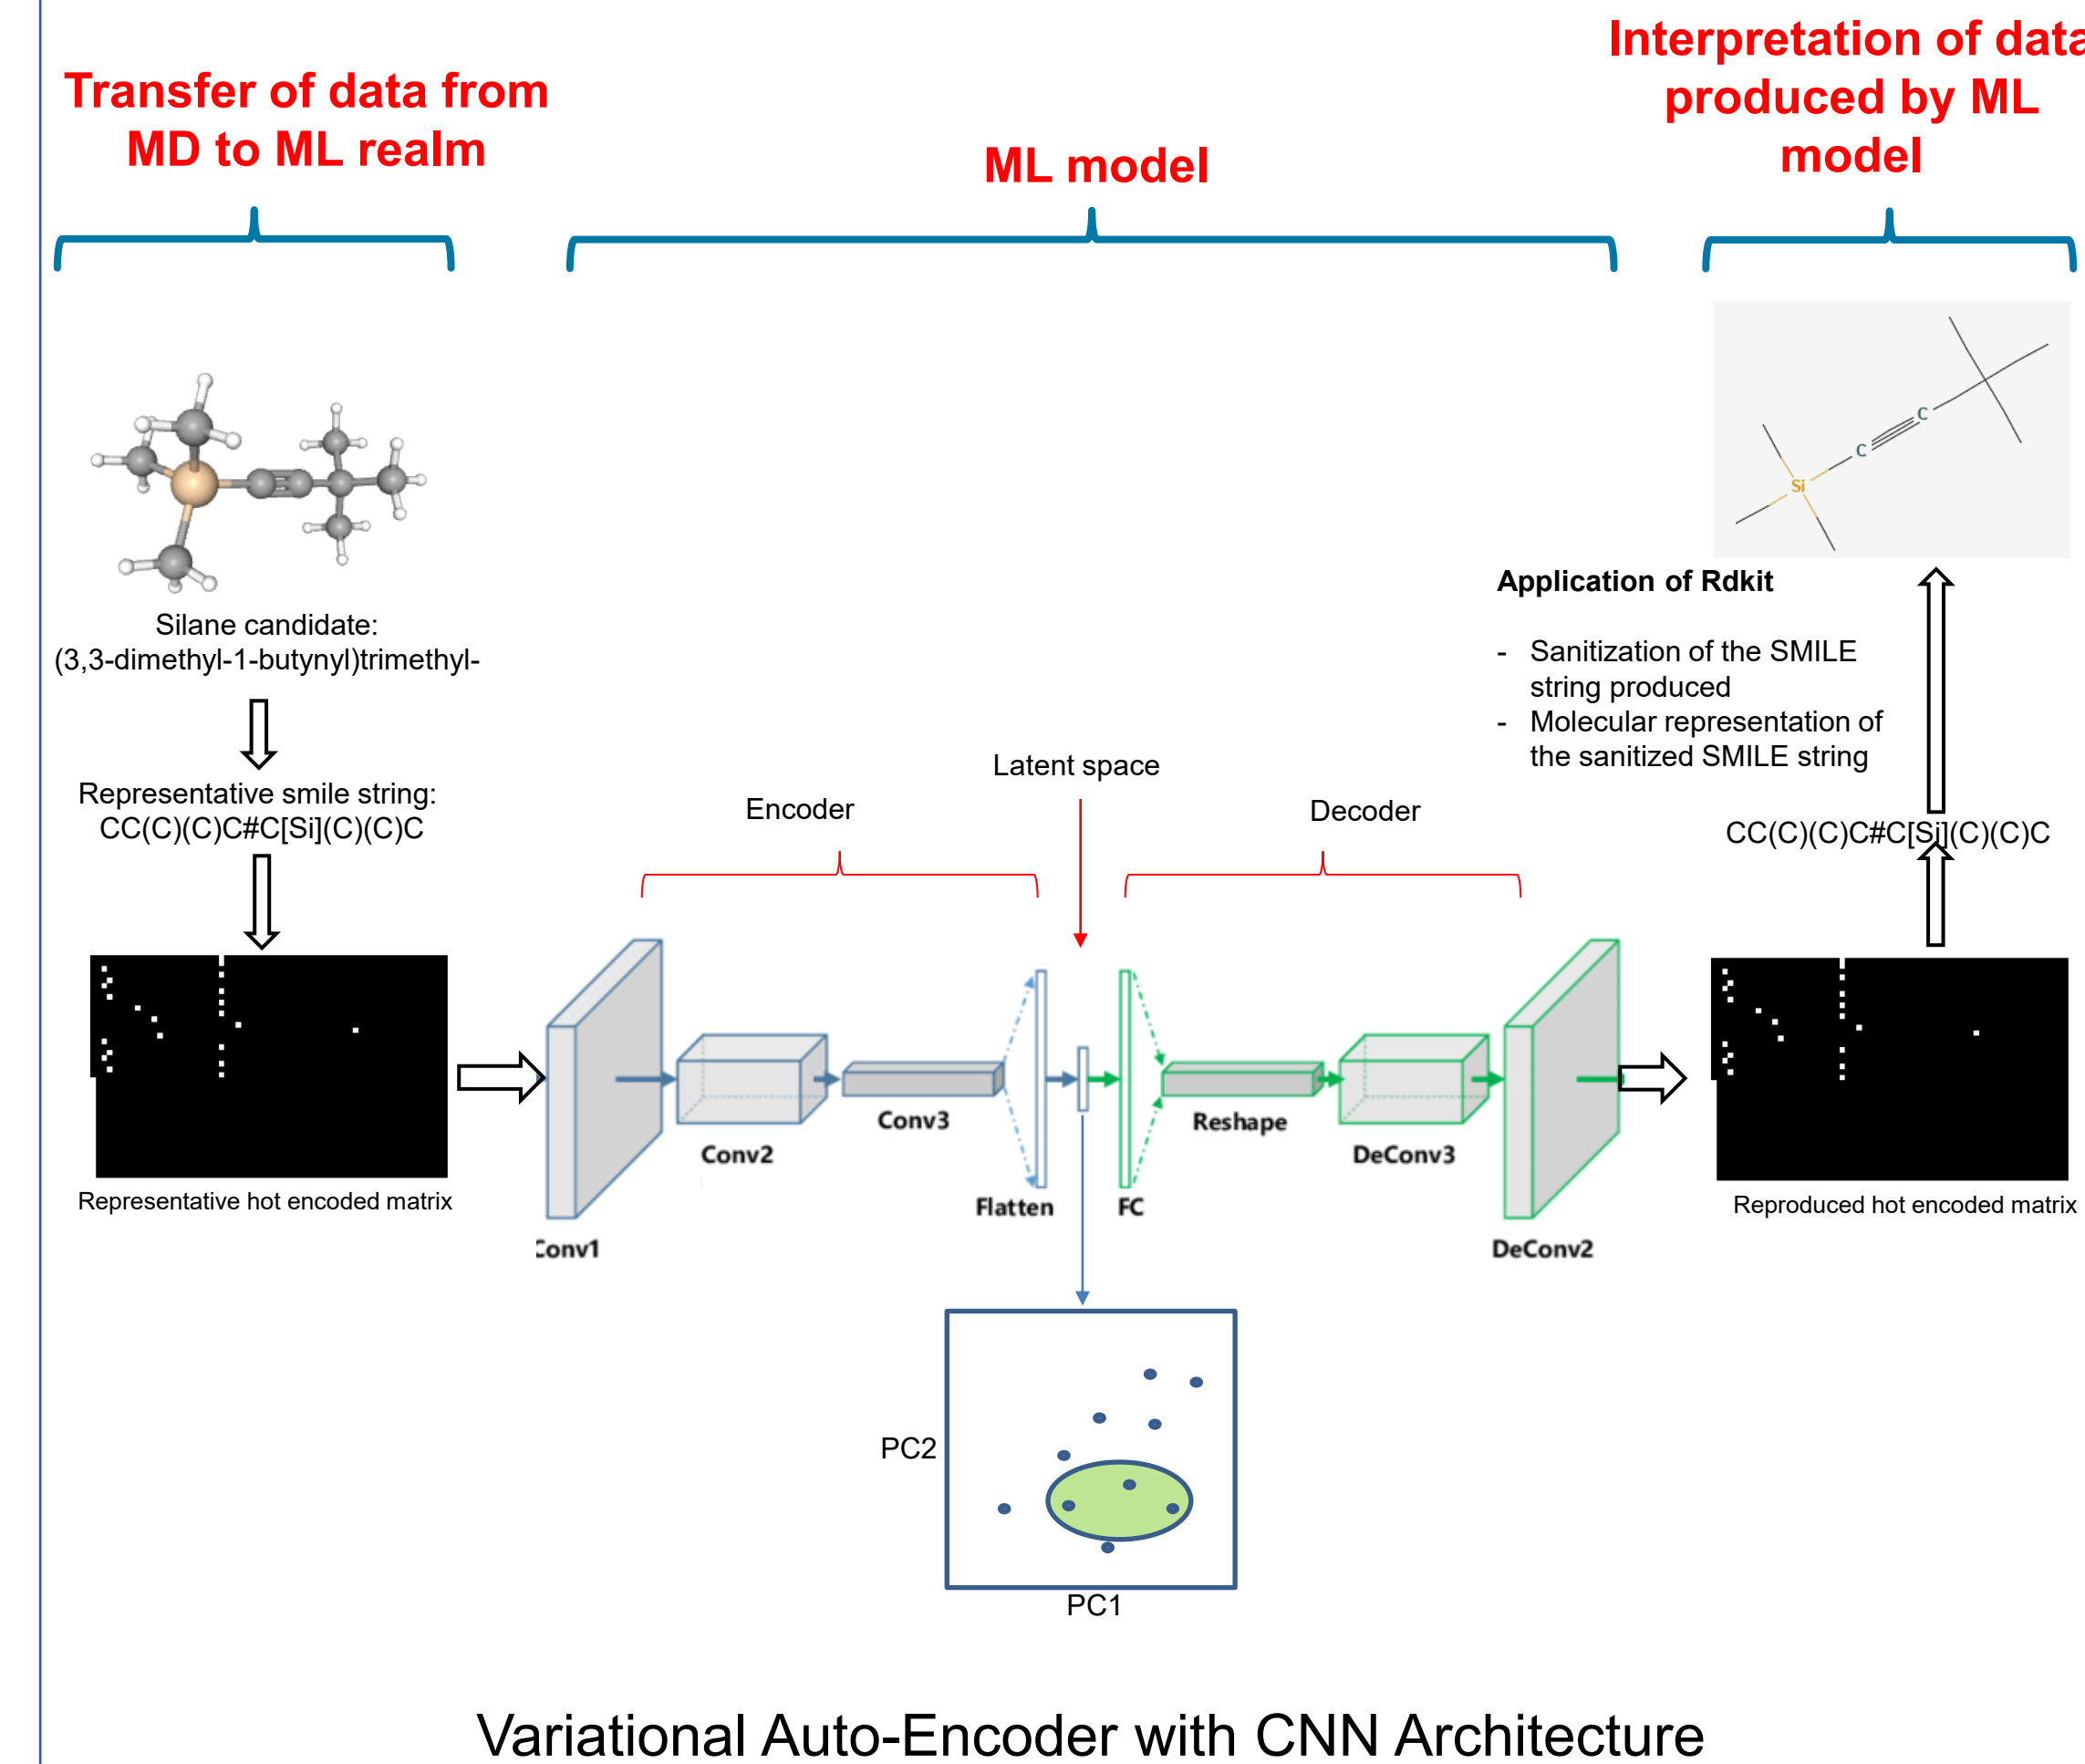 Transfer of data from
MD to ML realm
ML model
Interpretation of data
produced by ML
model
Silane candidate:
(3,3-dimethyl-1-butynyl)trimethyl-
Representative smile string:
CC(C)(C)C#C[Si](C)(C)C
Representative hot encoded matrix
Encoder
Latent space
Decoder
Conv1
Conv2
Conv3
Flatten
FC
Reshape
DeConv3
DeConv2
PC2
PC1
C
C
Si
Application of Rdkit
- Sanitization of the SMILE
string produced
- Molecular representation of
the sanitized SMILE string
CC(C)(C)C#C[Si](C)(C)C
Reproduced hot encoded matrix
Variational Auto-Encoder with CNN Architecture